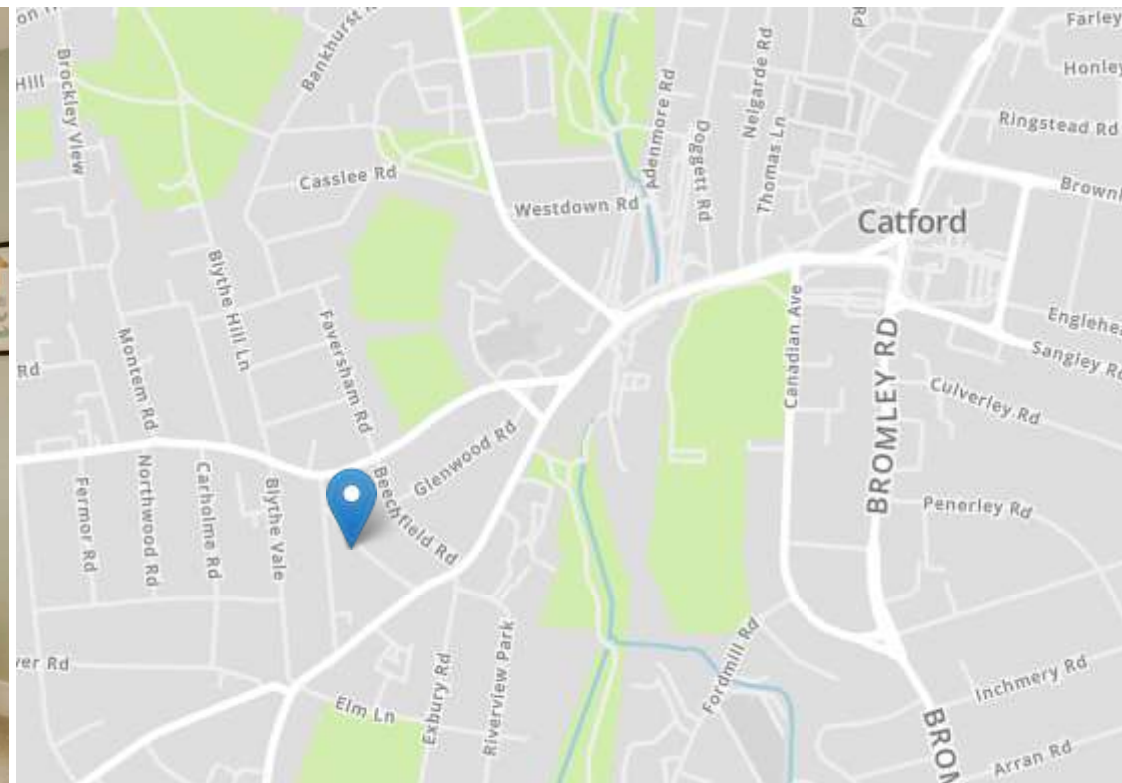 Farley
Honley
Bankhurst
Hill
Brockley View
Adenmore Rd
Doggett Rd
Nelgarde Rd
Thomas Ln
Rd
Ringstead Rd
Casslee Rd
Westdown Rd
Brownh
Catford
Blythe Hill Ln
Faversham Rd
Montem Rd
Rd
Canadian Ave
Englehea
Sangley Rd
Culverley Rd
BROMLEY RD
Glenwood Rd
Beechfield Rd
Fermor Rd
Northwood Rd
Carholme Rd
Blythe Vale
Penerley Rd
Fordmill Rd
ver Rd
Elm Ln
Exbury Rd
Riverview Park
Inchmery Rd
BROM
Arran Rd